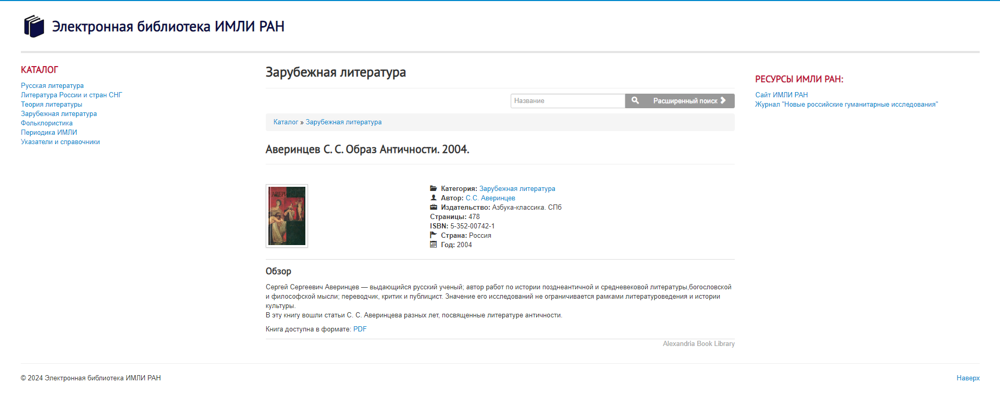 Электронная библиотека ИМЛИ РАН
КАТАЛОГ
Русская литература
Литература России и стран СНГ
Теория литературы
Зарубежная литература
Фольклористика
Периодика ИМЛИ
Указатели и справочники
Зарубежная литература
Название
Расширенный поиск
Каталог » Зарубежная литература
Аверинцев С. С. Образ Античности. 2004.
Категория: Зарубежная литература
Автор: С.С. Аверинцев
Издательство: Азбука-классика. СПб
Страницы: 478
ISBN: 5-352-00742-1
Страна: Россия
Год: 2004
Обзор
Сергей Сергеевич Аверинцев — выдающийся русский ученый; автор работ по истории позднеантичной и средневековой литературы,богословской
и философской мысли; переводчик, критик и публицист. Значение его исследований не ограничивается рамками литературоведения и истории
культуры.
В эту книгу вошли статьи С. С. Аверинцева разных лет, посвященные литературе античности.
Книга доступна в формате: PDF
Alexandria Book Library
РЕСУРСЫ ИМЛИ РАН:
Сайт ИМЛИ РАН
Журнал "Новые российские гуманитарные исследования"
© 2024 Электронная библиотека ИМЛИ РАН
Наверх